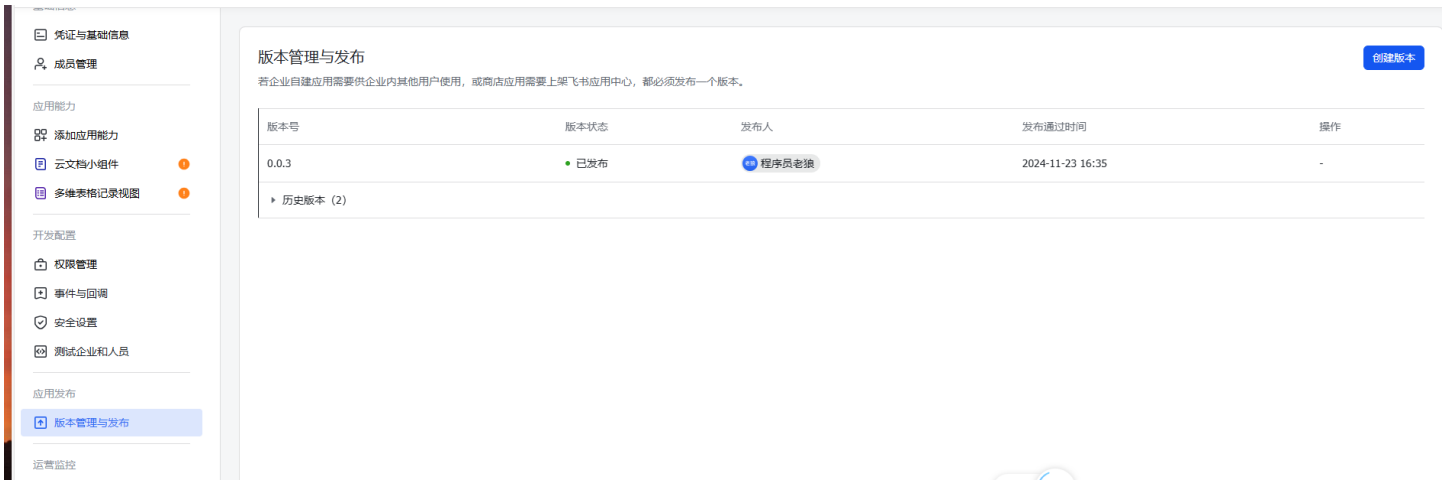 基础信息
凭证与基础信息
成员管理
应用能力
添加应用能力
云文档小组件
多维表格记录视图
开发配置
权限管理
事件与回调
安全设置
测试企业和人员
应用发布
版本管理与发布
运营监控
版本管理与发布
创建版本
若企业自建应用需要供企业内其他用户使用，或商店应用需要上架飞书应用中心，都必须发布一个版本。
版本号 版本状态 发布人 发布通过时间 操作
0.0.3 已发布 老狼 程序员老狼 2024-11-23 16:35 -
历史版本（2）